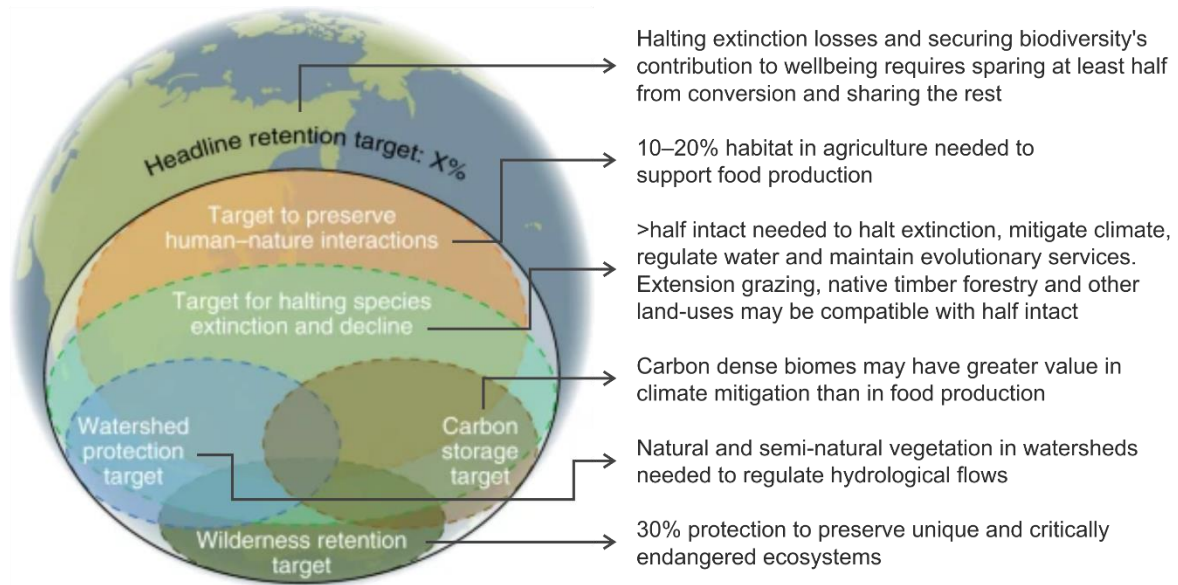 Headline retention target: X%
Target to preserve
human–nature interactions
Target for halting species
extinction and decline
Watershed
protection
target
Carbon
storage
target
Wilderness retention
target
Halting extinction losses and securing biodiversity's
contribution to wellbeing requires sparing at least half
from conversion and sharing the rest
10–20% habitat in agriculture needed to
support food production
>half intact needed to halt extinction, mitigate climate,
regulate water and maintain evolutionary services.
Extension grazing, native timber forestry and other
land-uses may be compatible with half intact
Carbon dense biomes may have greater value in
climate mitigation than in food production
Natural and semi-natural vegetation in watersheds
needed to regulate hydrological flows
30% protection to preserve unique and critically
endangered ecosystems